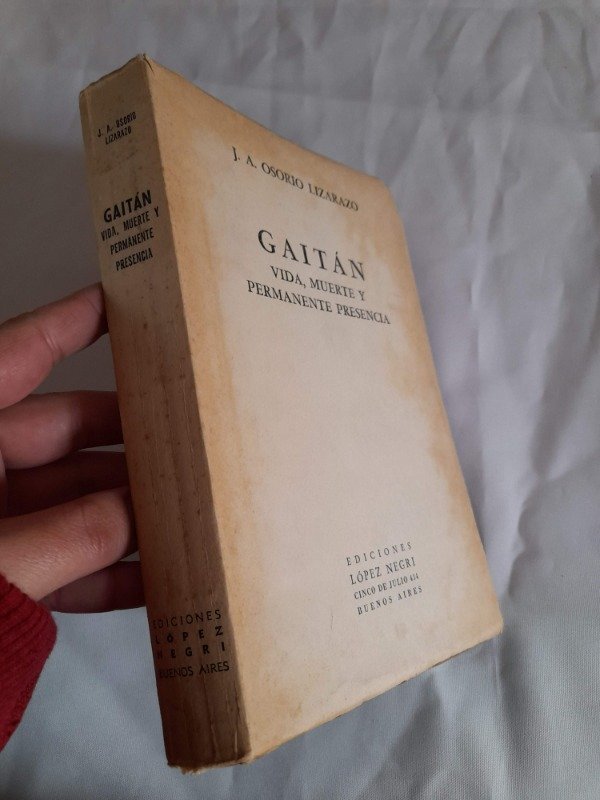 J. A. OSORIO
LIZARAZO
GAITÁN
VIDA, MUERTE Y
PERMANENTE
PRESENCIA
EDICIONES
LÓPEZ
NEGRI
BUENOS AIRES
J. A. OSORIO LIZARAZO
GAITÁN
VIDA, MUERTE Y
PERMANENTE PRESENCIA
EDICIONES
LÓPEZ NEGRI
CINCO DE JULIO 414
BUENOS AIRES